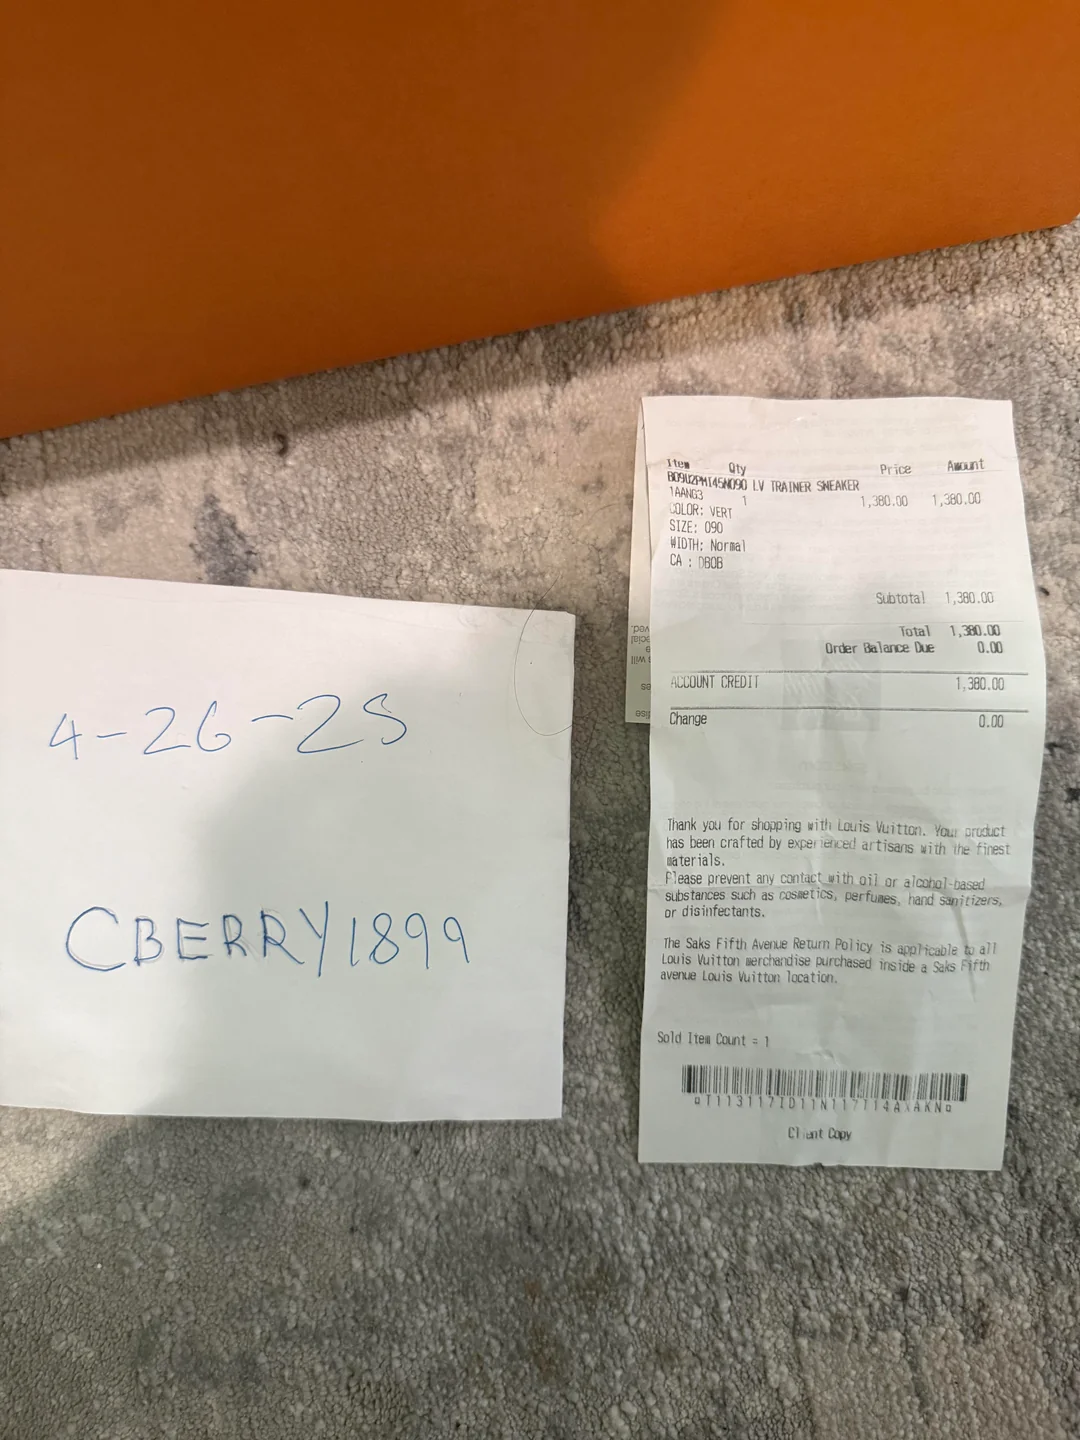 4-26-25
CBERRY1899
Item Qty Price Amount
LV TRAINER SNEAKER
1AANG3 1 1,380.00 1,380.00
COLOR: VERT
SIZE: 090
WIDTH: Normal
CA : DBOB
Subtotal 1,380.00
Total 1,380.00
Order Balance Due 0.00
ACCOUNT CREDIT 1,380.00
Change 0.00
Thank you for shopping with Louis Vuitton. Your product
has been crafted by experienced artisans with the finest
materials.
Please prevent any contact with oil or alcohol-based
substances such as cosmetics, perfumes, hand sanitizers,
or disinfectants.
The Saks Fifth Avenue Return Policy is applicable to all
Louis Vuitton merchandise purchased inside a Saks Fifth
avenue Louis Vuitton location.
Sold Item Count = 1
Client Copy